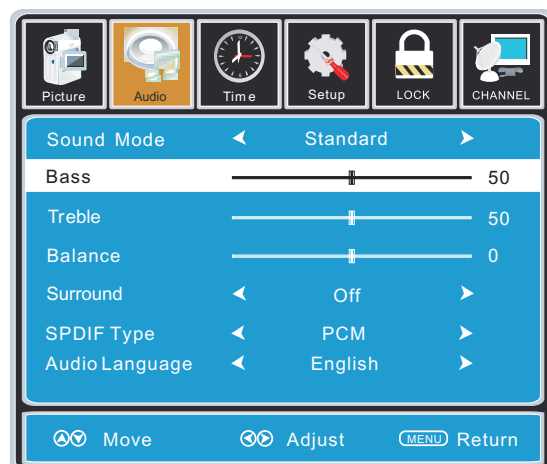 Picture Audio Time Setup LOCK CHANNEL
Sound Mode Standard
Bass 50
Treble 50
Balance 0
Surround Off
SPDIF Type PCM
Audio Language English
Move Adjust MENU Return